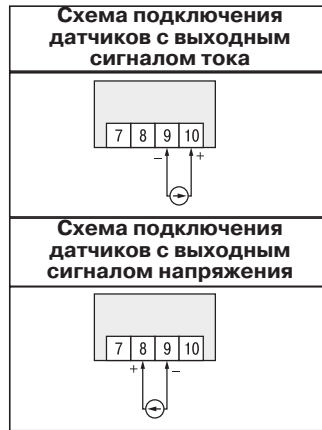 Схема подключения
датчиков с выходным
сигналом тока
7 8 9 10
– +
Схема подключения
датчиков с выходным
сигналом напряжения
7 8 9 10
+ –